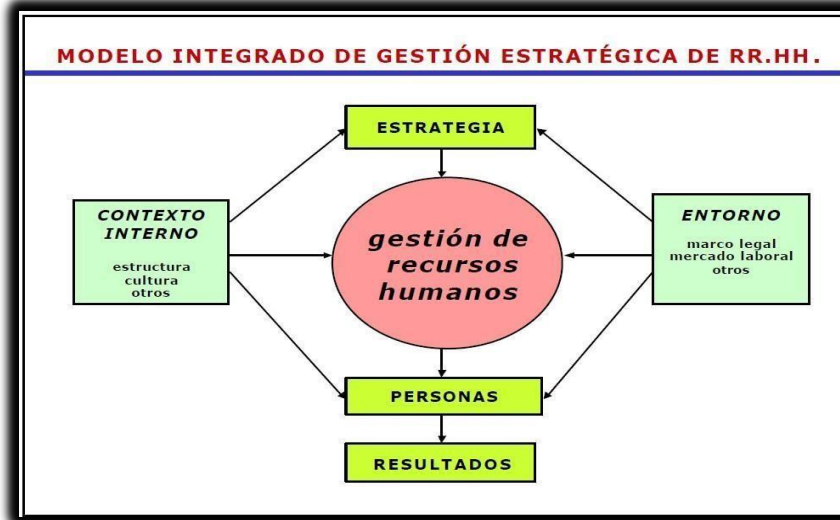 MODELO INTEGRADO DE GESTIÓN ESTRATÉGICA DE RR.HH.
ESTRATEGIA
CONTEXTO
INTERNO
estructura
cultura
otros
gestión de
recursos
humanos
ENTORNO
marco legal
mercado laboral
otros
PERSONAS
RESULTADOS